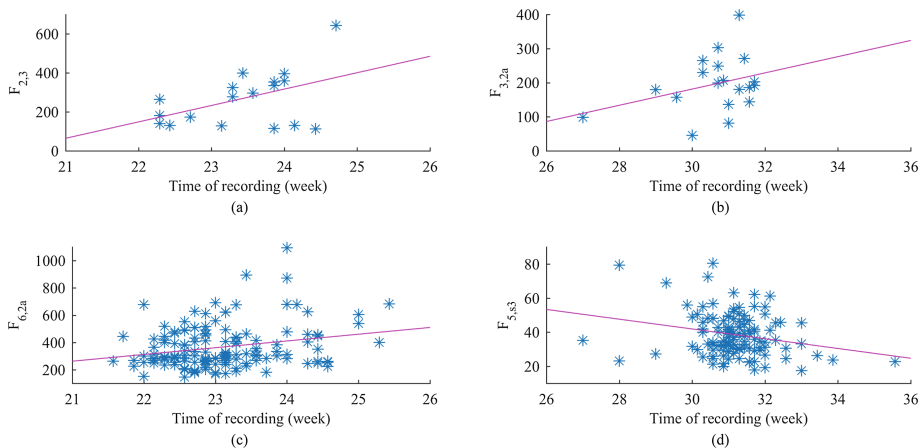 600
400
200
0
F2,3
21 22 23 24 25 26
Time of recording (week)
(a)
400
300
200
100
0
F3,2a
26 28 30 32 34 36
Time of recording (week)
(b)
1000
800
600
400
200
F6,2a
21 22 23 24 25 26
Time of recording (week)
(c)
80
60
40
20
F5,s3
26 28 30 32 34 36
Time of recording (week)
(d)